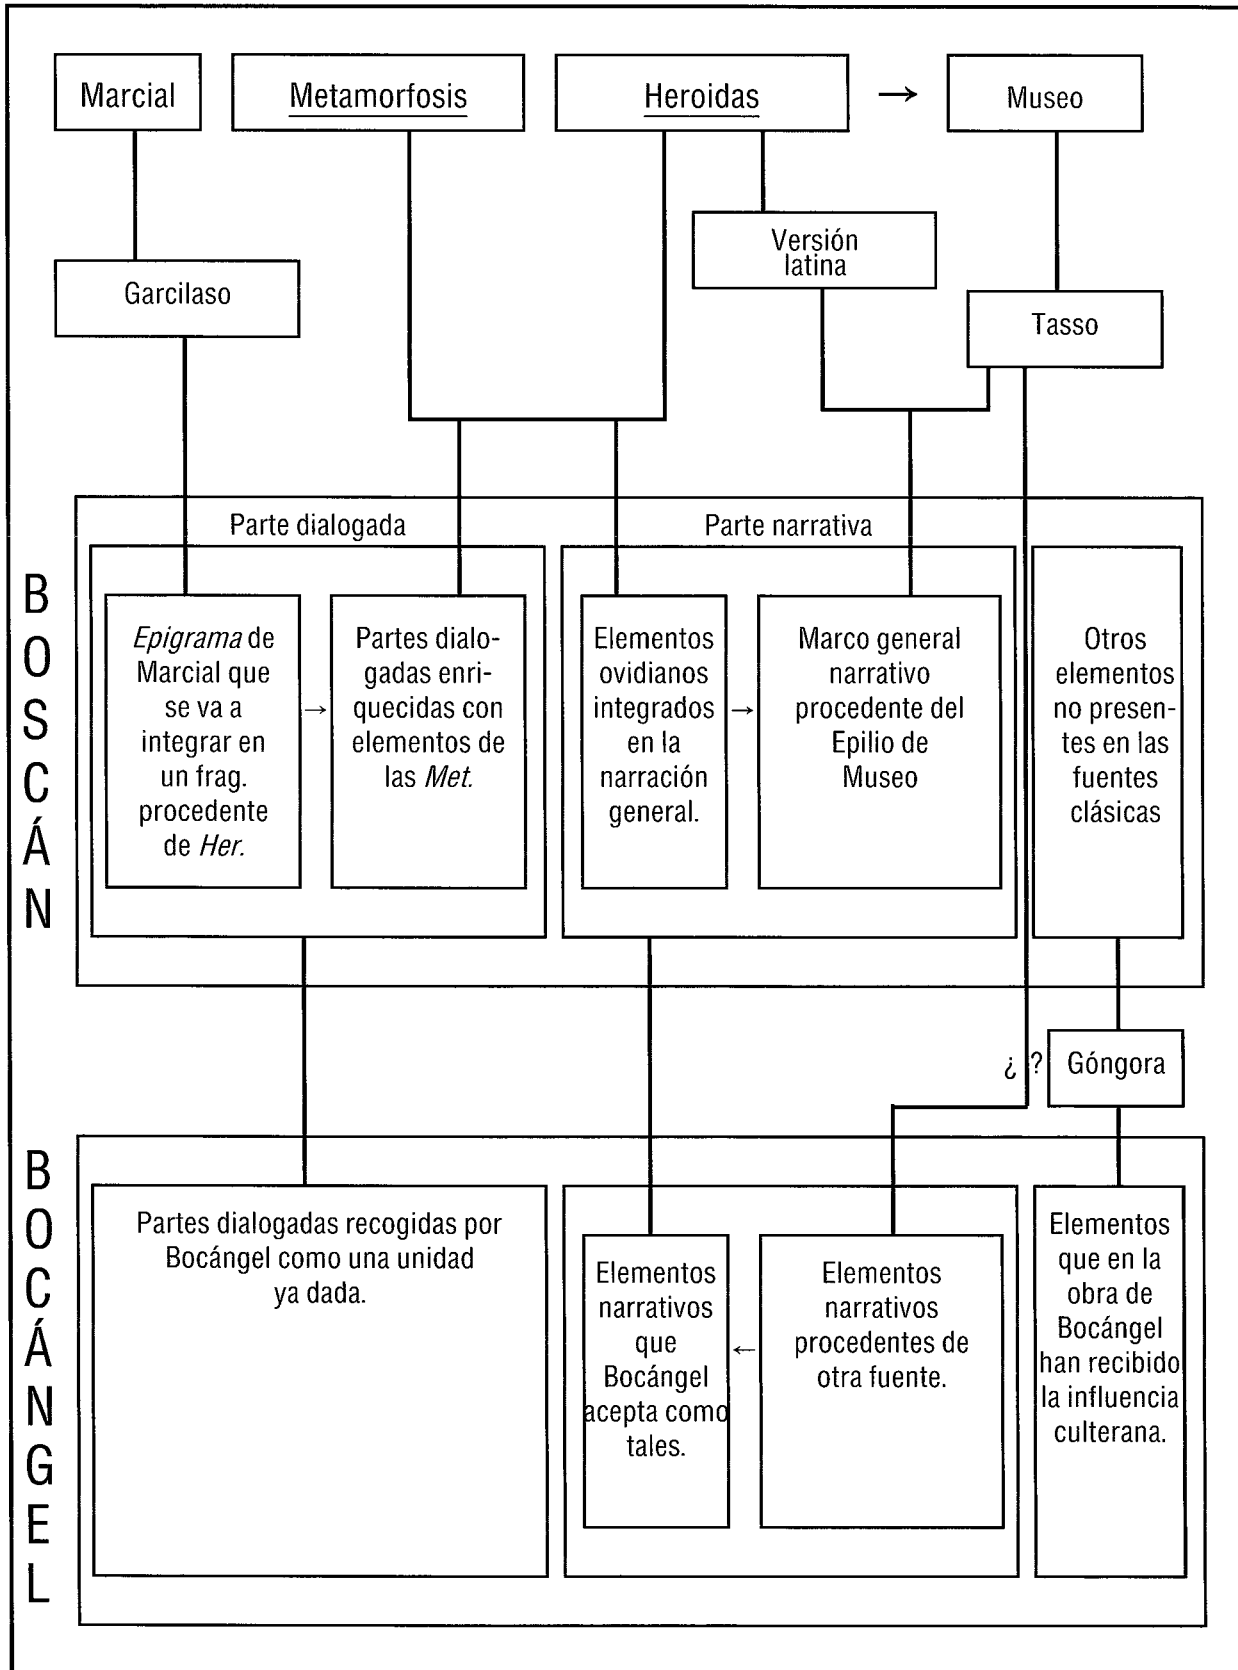 Marcial
Metamorfosis
Heroidas
→
Museo
Versión
latina
Garcilaso
Tasso
BOSCÁN
Parte dialogada
Parte narrativa
Epigrama de
Marcial que
se va a
integrar en
un frag.
procedente
de Her.
→
Partes dialo-
gadas enri-
quecidas con
elementos de
las Met.
Elementos
ovidianos
integrados
en la
narración
general.
→
Marco general
narrativo
procedente del
Epilio de
Museo
Otros
elementos
no presen-
tes en las
fuentes
clásicas
¿ ?
Góngora
BOCÁNGEL
Partes dialogadas recogidas por
Bocángel como una unidad
ya dada.
Elementos
narrativos
que
Bocángel
acepta como
tales.
←
Elementos
narrativos
procedentes de
otra fuente.
Elementos
que en la
obra de
Bocángel
han recibido
la influencia
culterana.